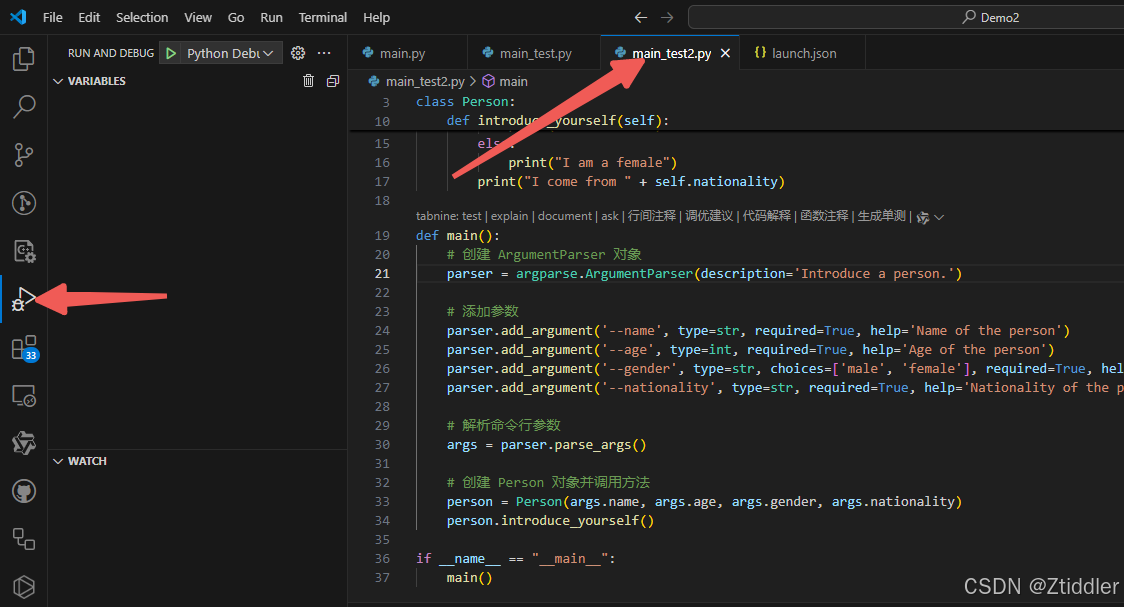 File Edit Selection View Go Run Terminal Help Demo2
RUN AND DEBUG Python Debu
VARIABLES
33
WATCH
main.py main_test.py main_test2.py launch.json
main_test2.py > main
3 class Person:
10 def introduce_yourself(self):
15 else:
16 print("I am a female")
17 print("I come from " + self.nationality)
18
tabnine: test | explain | document | ask | 行间注释 | 调优建议 | 代码解释 | 函数注释 | 生成单测 |
19 def main():
20 # 创建 ArgumentParser 对象
21 parser = argparse.ArgumentParser(description='Introduce a person.')
22
23 # 添加参数
24 parser.add_argument('--name', type=str, required=True, help='Name of the person')
25 parser.add_argument('--age', type=int, required=True, help='Age of the person')
26 parser.add_argument('--gender', type=str, choices=['male', 'female'], required=True, hel
27 parser.add_argument('--nationality', type=str, required=True, help='Nationality of the p
28
29 # 解析命令行参数
30 args = parser.parse_args()
31
32 # 创建 Person 对象并调用方法
33 person = Person(args.name, args.age, args.gender, args.nationality)
34 person.introduce_yourself()
35
36 if __name__ == "__main__":
37 main()
CSDN @Ztiddler